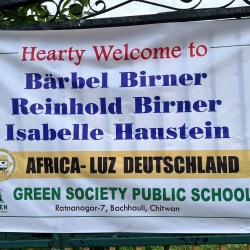 Hearty Welcome to
Bärbel Birner
Reinhold Birner
Isabelle Haustein
AFRICA- LUZ DEUTSCHLAND
GREEN SOCIETY PUBLIC SCHOOL
Ratnanagar-7, Bachhauli, Chitwan